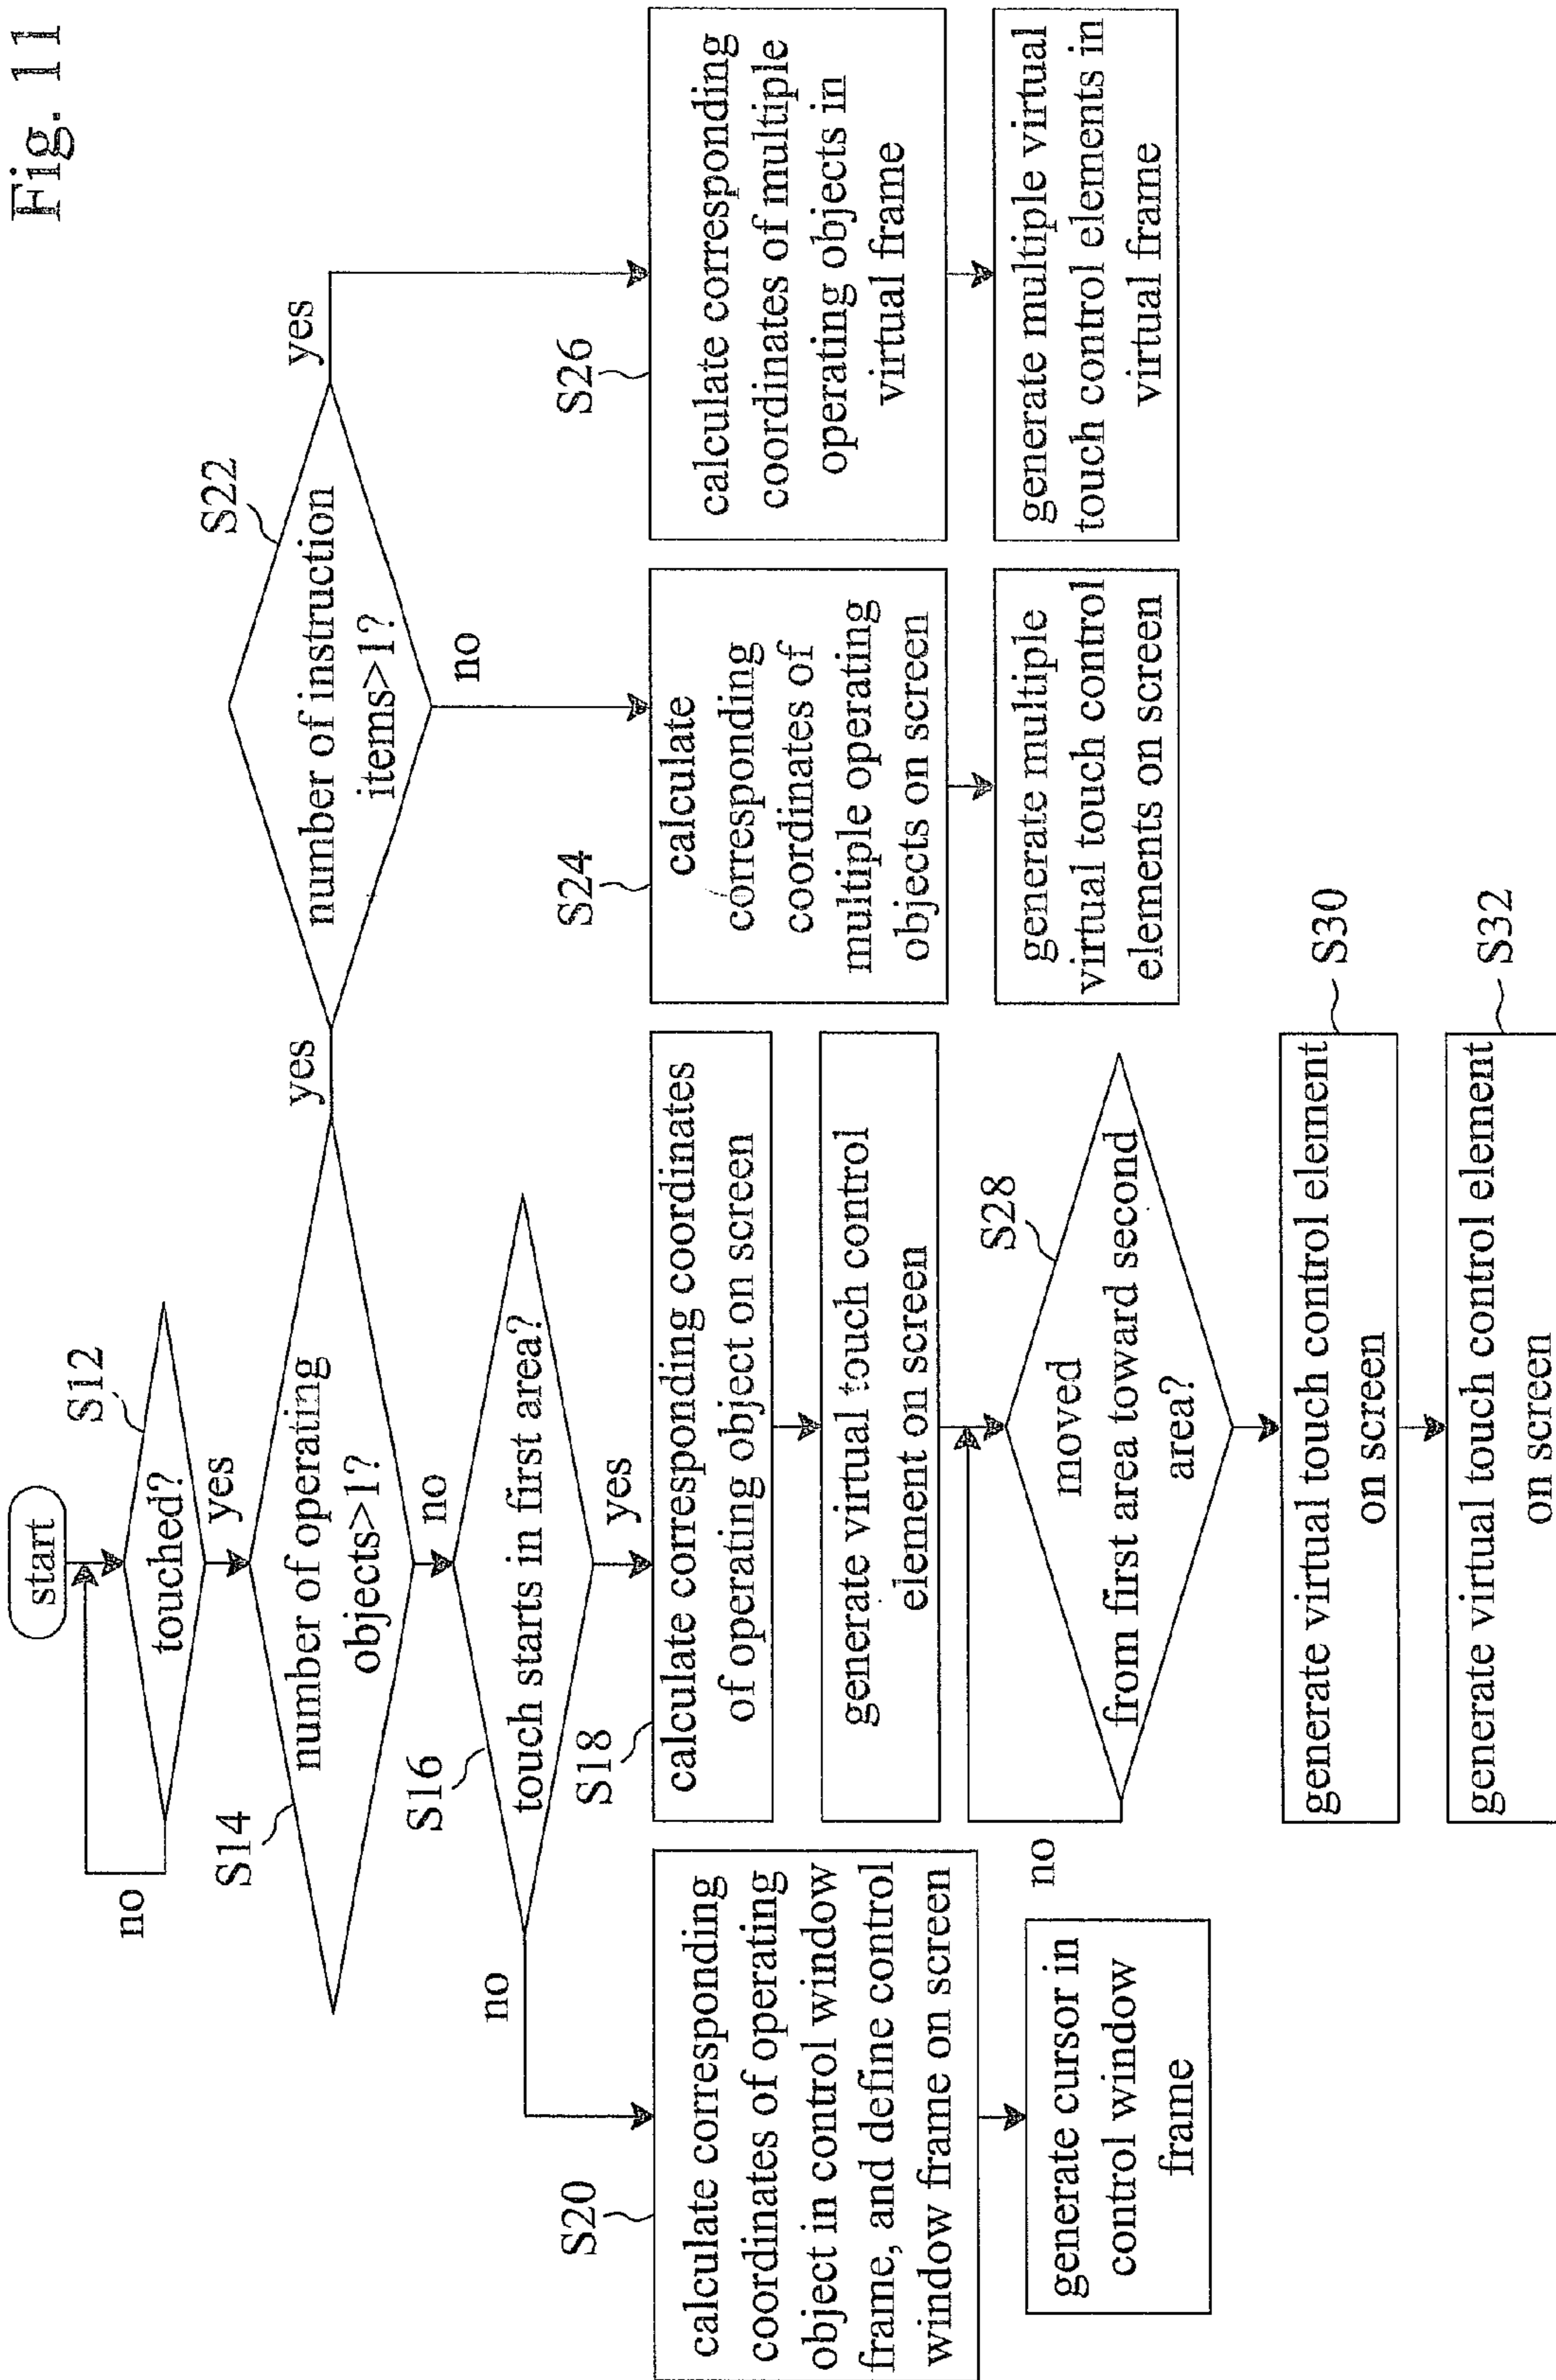 Fig. 11
start
S12
touched?
no
yes
S14
number of operating
objects>1?
yes
no
S22
number of instruction
items>1?
yes
no
S16
touch starts in first area?
no
yes
S20
calculate corresponding
coordinates of operating
object in control window
frame, and define control
window frame on screen
generate cursor in
control window
frame
S18
calculate corresponding coordinates
of operating object on screen
generate virtual touch control
element on screen
S28
moved
from first area toward second
area?
no
generate virtual touch control element
on screen
S30
generate virtual touch control element
on screen
S32
S24
calculate
corresponding
coordinates of
multiple operating
objects on screen
generate multiple
virtual touch control
elements on screen
S26
calculate corresponding
coordinates of multiple
operating objects in
virtual frame
generate multiple virtual
touch control elements in
virtual frame